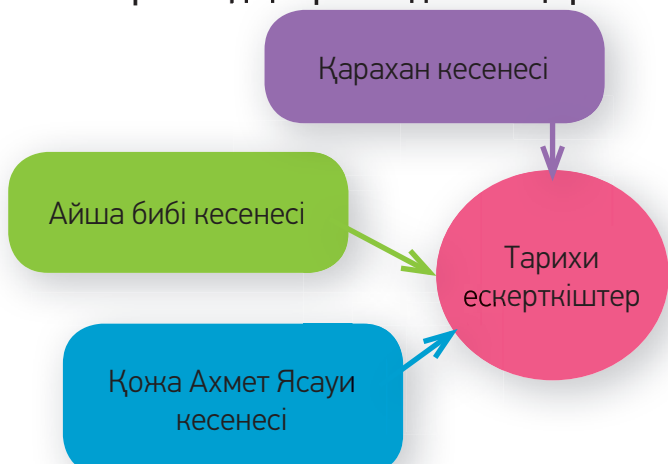 Қарахан кесенесі
Айша бибі кесенесі
Тарихи
ескерткіштер
Қожа Ахмет Ясауи
кесенесі